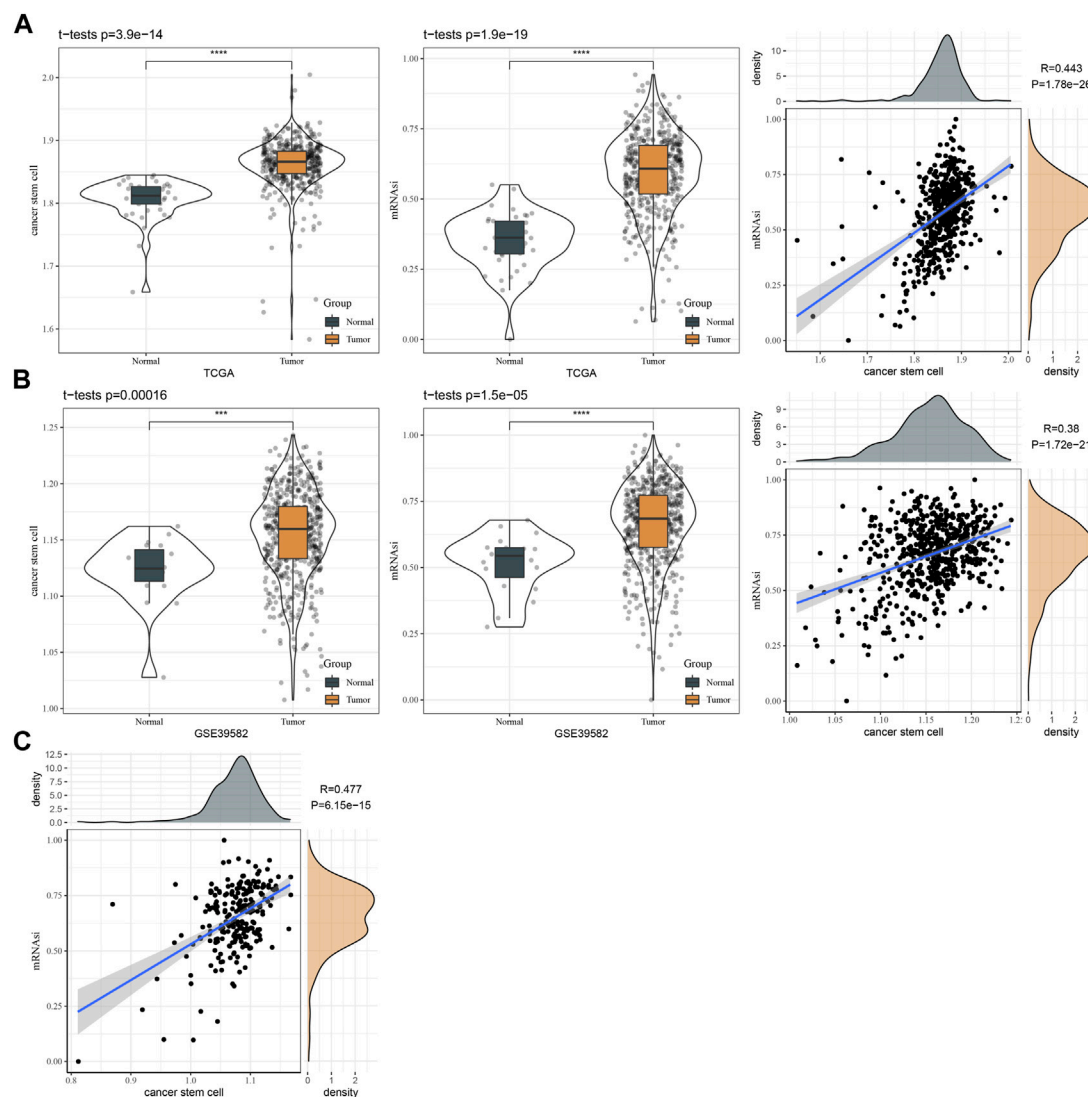 A
t-tests p=3.9e−14
****
cancer stem cell
2.0
1.9
1.8
1.7
1.6
Group
Normal
Tumor
Normal
Tumor
TCGA
t-tests p=1.9e−19
****
mRNAsi
1.00
0.75
0.50
0.25
0.00
Group
Normal
Tumor
Normal
Tumor
TCGA
density
10
5
0
R=0.443
P=1.78e−26
mRNAsi
1.00
0.75
0.50
0.25
0.00
1.6
1.7
1.8
1.9
2.0
cancer stem cell
0
1
2
density
B
t-tests p=0.00016
***
cancer stem cell
1.25
1.20
1.15
1.10
1.05
1.00
Group
Normal
Tumor
Normal
Tumor
GSE39582
t-tests p=1.5e−05
****
mRNAsi
1.00
0.75
0.50
0.25
0.00
Group
Normal
Tumor
Normal
Tumor
GSE39582
density
9
6
3
0
R=0.38
P=1.72e−21
mRNAsi
1.00
0.75
0.50
0.25
0.00
1.00
1.05
1.10
1.15
1.20
cancer stem cell
0
1
2
density
C
density
12.5
10.0
7.5
5.0
2.5
0.0
R=0.477
P=6.15e−15
mRNAsi
1.00
0.75
0.50
0.25
0.00
0.8
0.9
1.0
1.1
cancer stem cell
0
1
2
density